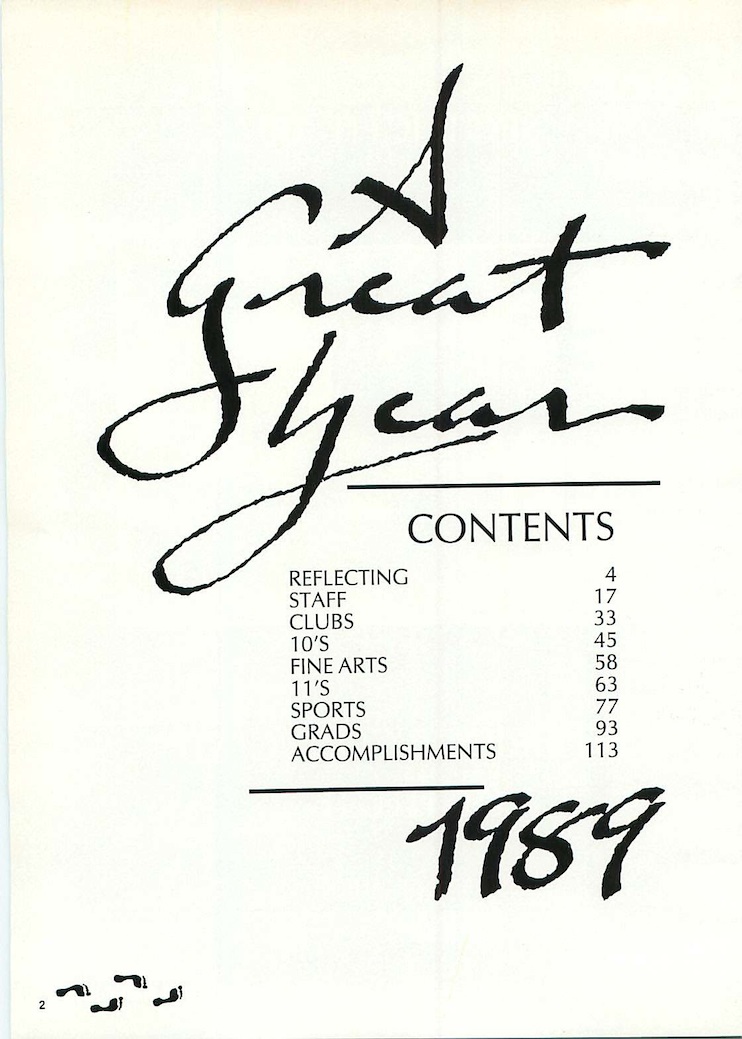 A
Great
Year
CONTENTS
REFLECTING 4
STAFF 17
CLUBS 33
10'S 45
FINE ARTS 58
11'S 63
SPORTS 77
GRADS 93
ACCOMPLISHMENTS 113
1989
2